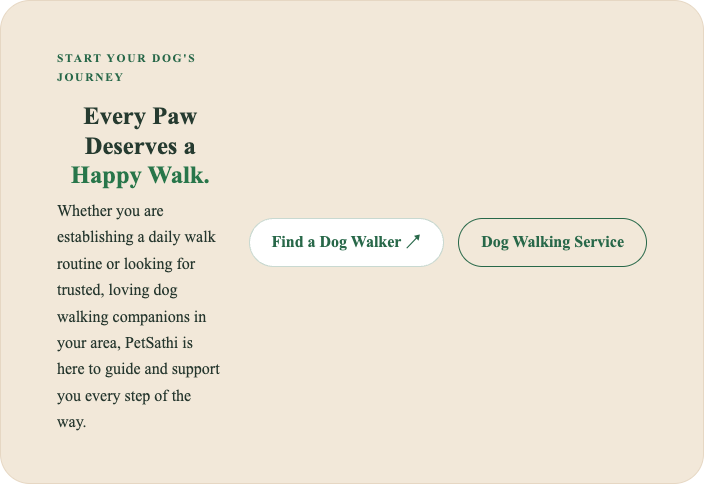 START YOUR DOG'S
JOURNEY
Every Paw
Deserves a
Happy Walk.
Whether you are
establishing a daily walk
routine or looking for
trusted, loving dog
walking companions in
your area, PetSathi is
here to guide and support
you every step of the
way.
Find a Dog Walker ↗
Dog Walking Service